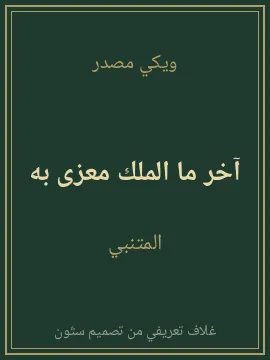 ويكي مصدر
آخر ما الملك معزى به
المتنبي
غلاف تعريفي من تصميم سثون